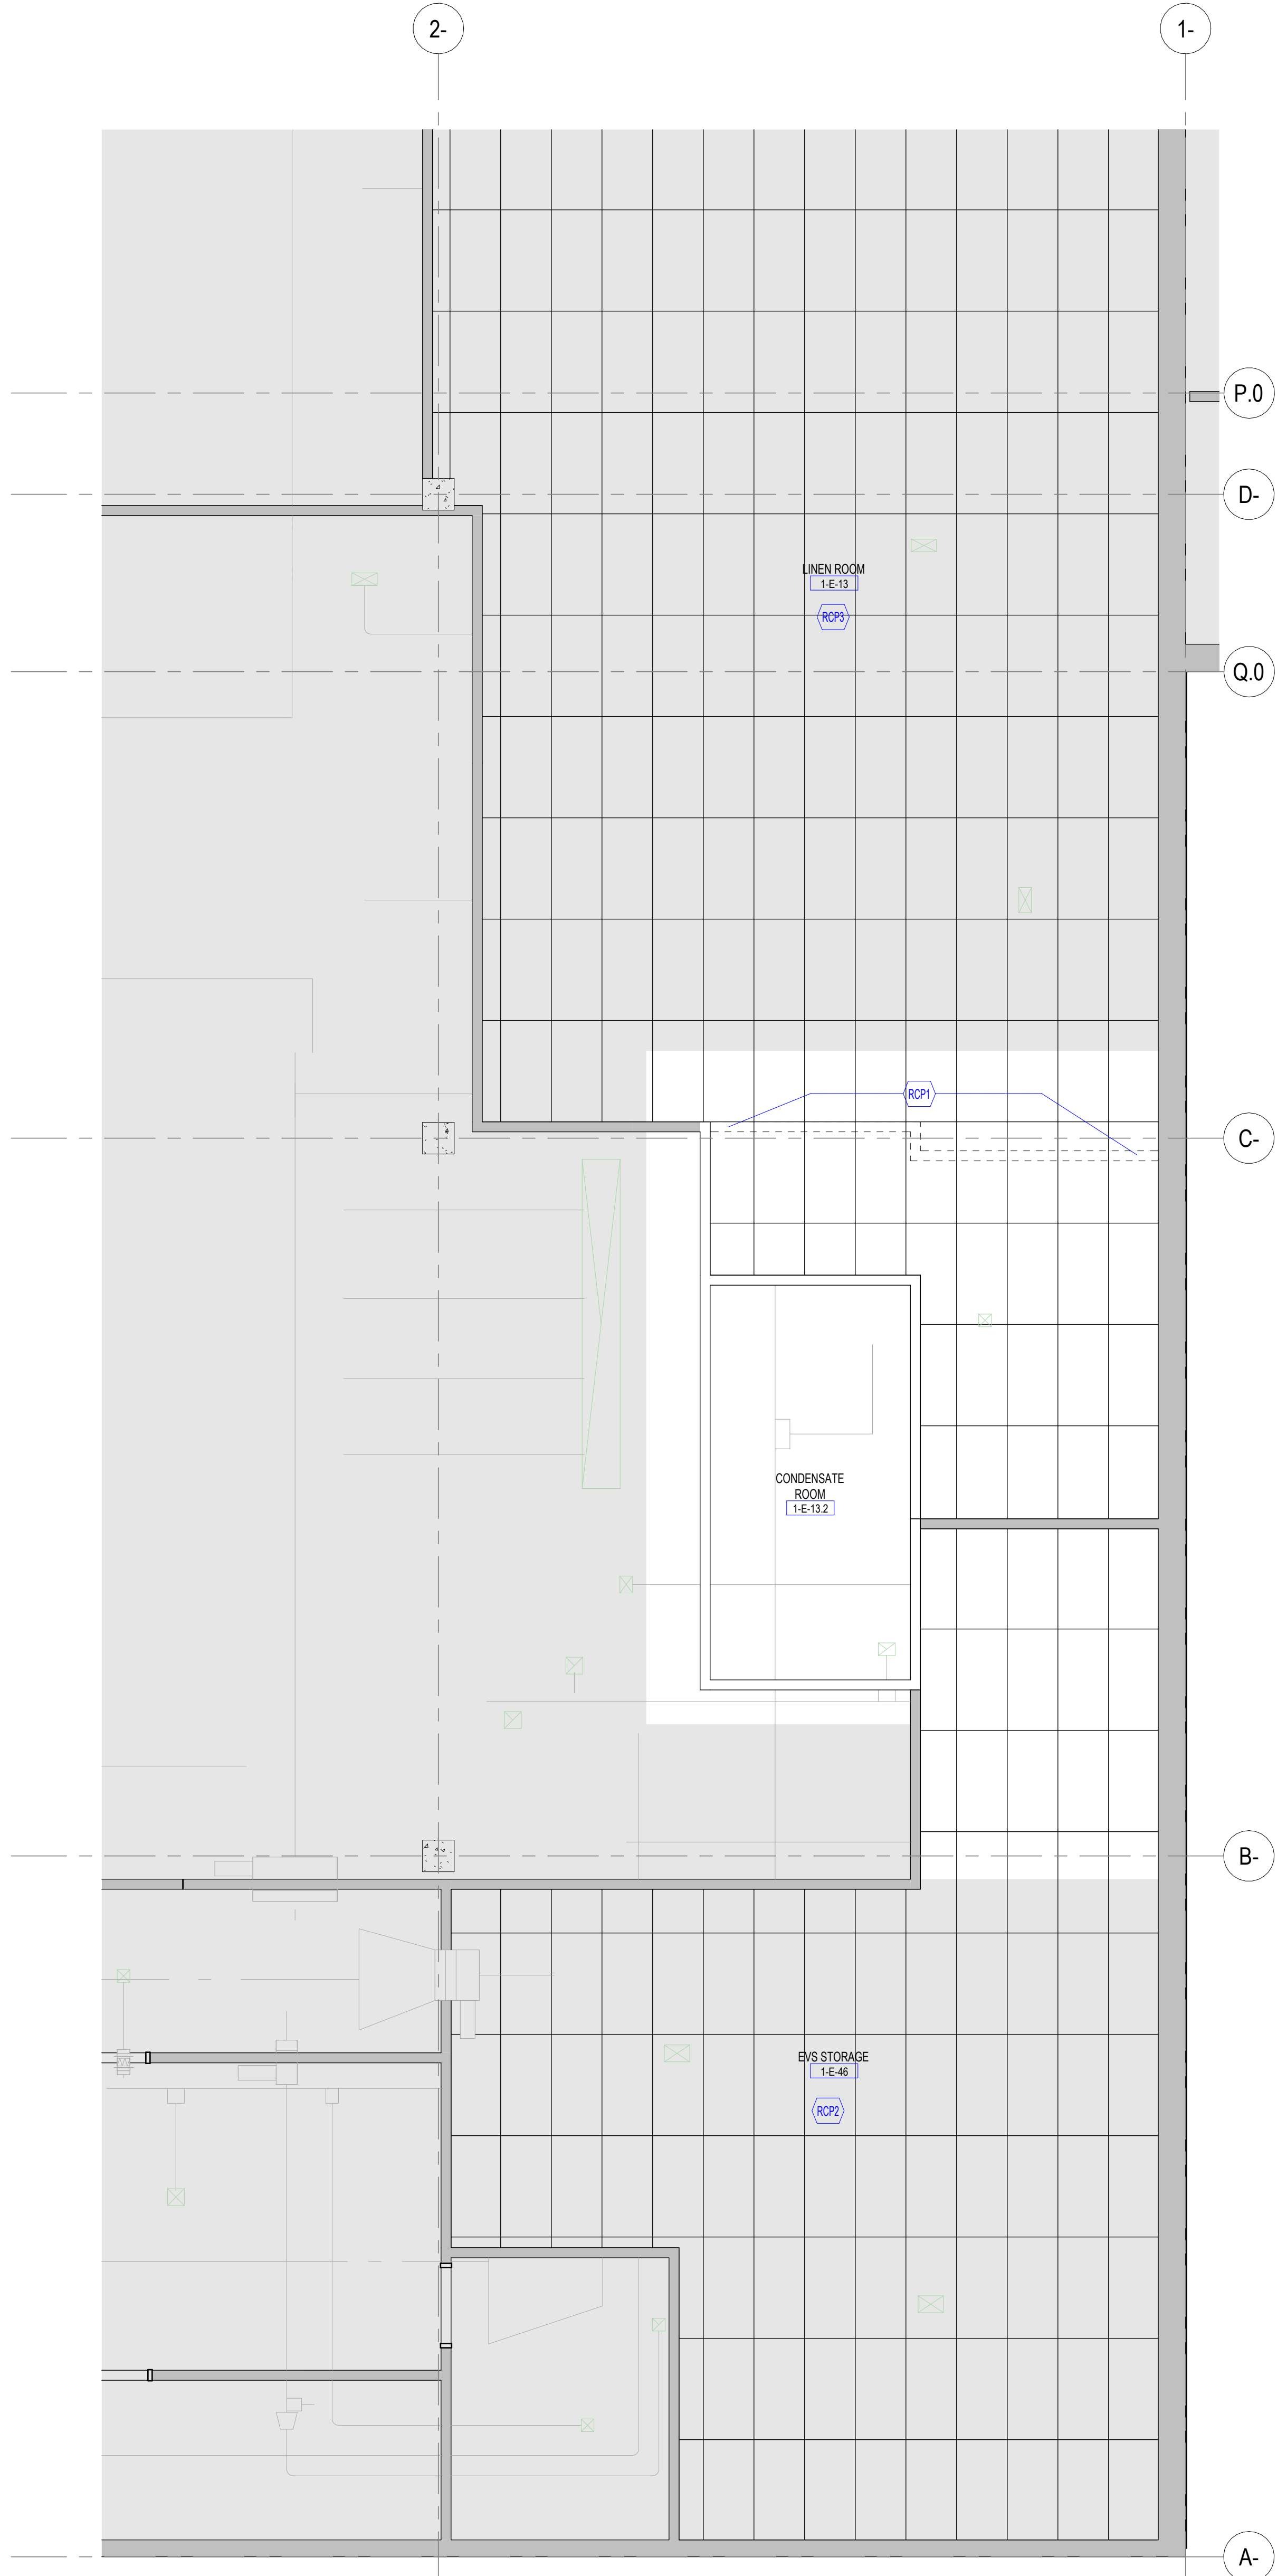 2-
1-
P.0
D-
LINEN ROOM
1-E-13
RCP3
Q.0
RCP1
C-
CONDENSATE
ROOM
1-E-13.2
B-
EVS STORAGE
1-E-46
RCP2
A-